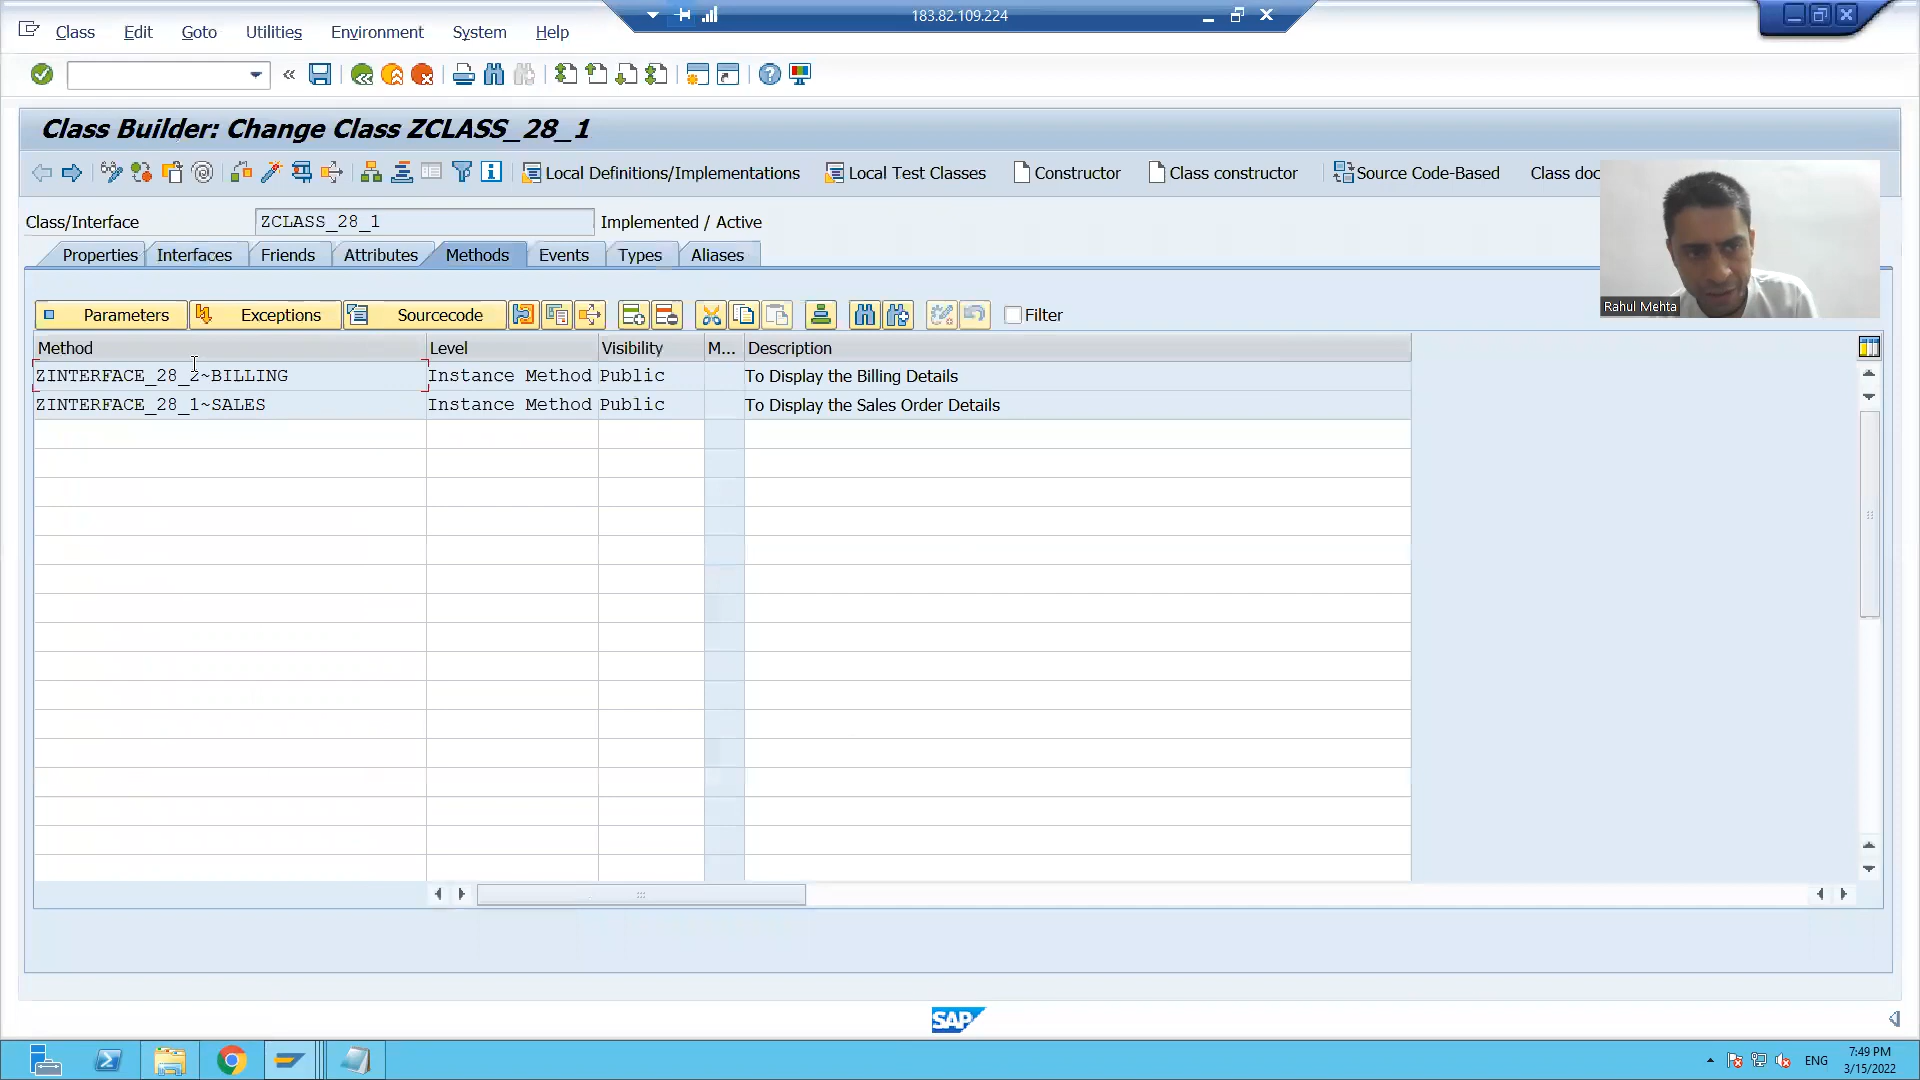 183.82.109.224
Class Edit Goto Utilities Environment System Help
Class Builder: Change Class ZCLASS_28_1
Local Definitions/Implementations Local Test Classes Constructor Class constructor Source Code-Based Class doc
Class/Interface ZCLASS_28_1 Implemented / Active
Properties Interfaces Friends Attributes Methods Events Types Aliases
Rahul Mehta
Parameters Exceptions Sourcecode Filter
Method Level Visibility M... Description
ZINTERFACE_28_2~BILLING Instance Method Public To Display the Billing Details
ZINTERFACE_28_1~SALES Instance Method Public To Display the Sales Order Details
SAP
ENG
7:49 PM
3/15/2022